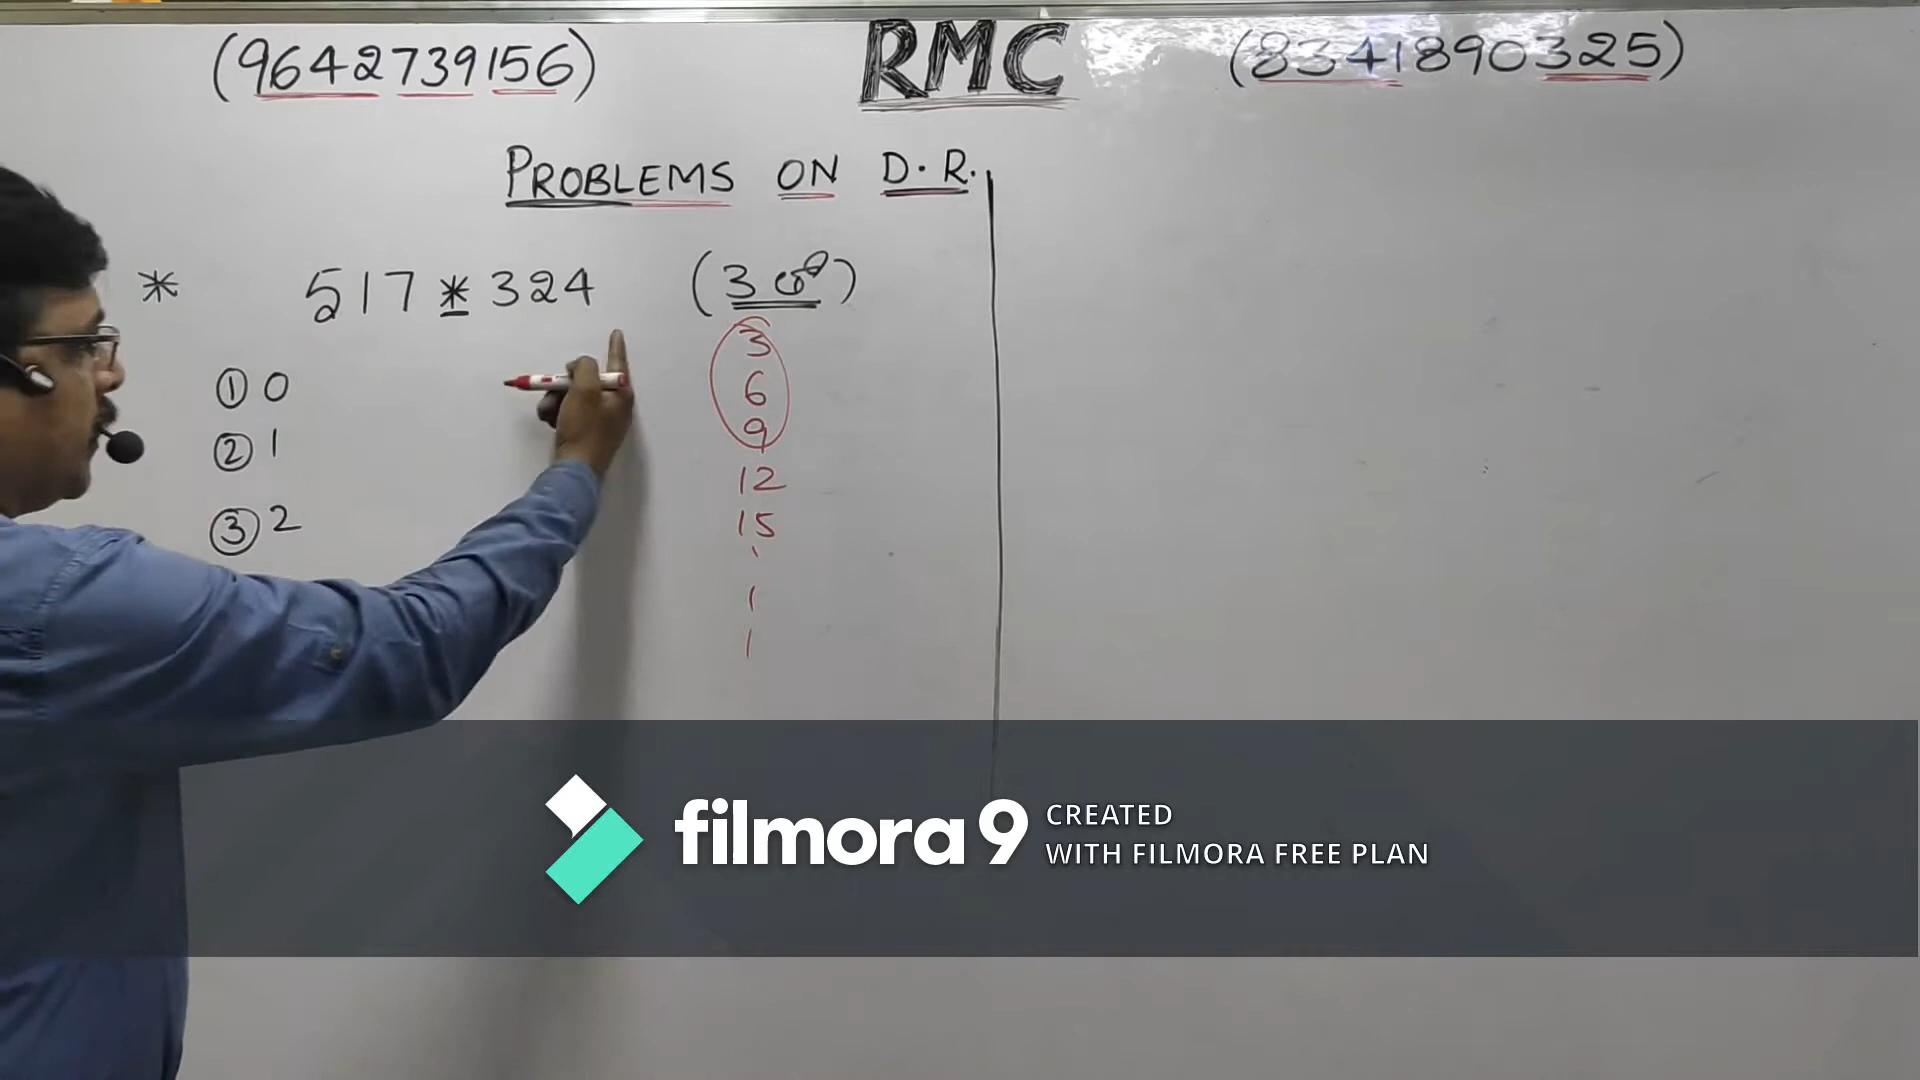 (9642739156) RMC (8341890325)
PROBLEMS ON D.R.
* 517*324 (3 తో)
3
① 0 6
② 1 9
12
③ 2 15
filmora 9 CREATED
WITH FILMORA FREE PLAN